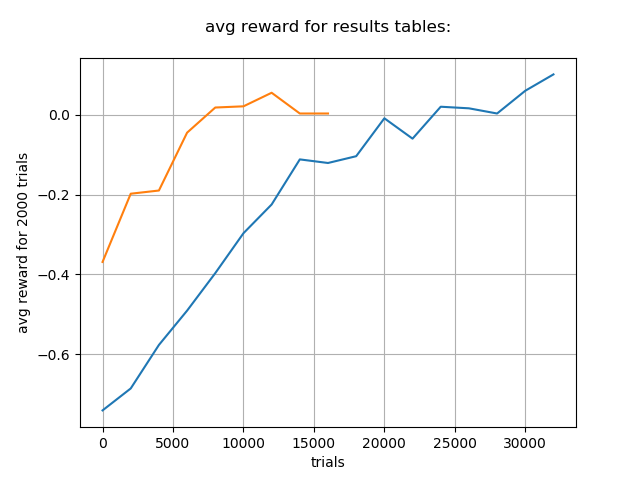 avg reward for results tables:
avg reward for 2000 trials
0.0
−0.2
−0.4
−0.6
0 5000 10000 15000 20000 25000 30000
trials